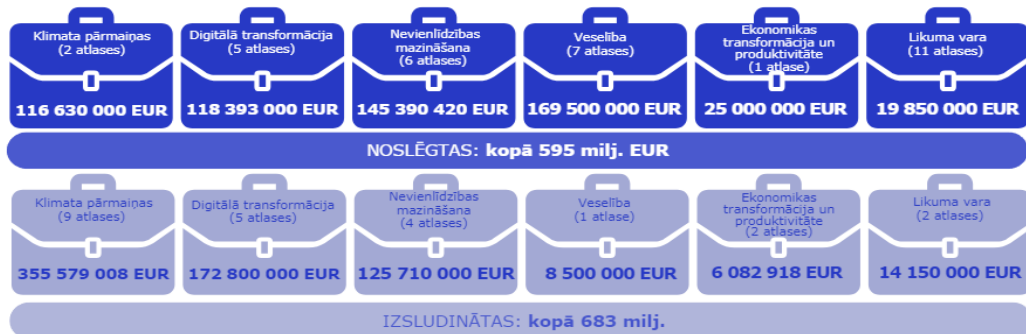 Klimata pārmaiņas
(2 atlases)
116 630 000 EUR
Digitālā transformācija
(5 atlases)
118 393 000 EUR
Nevienlīdzības
mazināšana
(6 atlases)
145 390 420 EUR
Veselība
(7 atlases)
169 500 000 EUR
Ekonomikas
transformācija un
produktivitāte
(1 atlase)
25 000 000 EUR
Likuma vara
(11 atlases)
19 850 000 EUR
NOSLĒGTAS: kopā 595 milj. EUR
Klimata pārmaiņas
(9 atlases)
355 579 008 EUR
Digitālā transformācija
(5 atlases)
172 800 000 EUR
Nevienlīdzības
mazināšana
(4 atlases)
125 710 000 EUR
Veselība
(1 atlase)
8 500 000 EUR
Ekonomikas
transformācija un
produktivitāte
(2 atlases)
6 082 918 EUR
Likuma vara
(2 atlases)
14 150 000 EUR
IZSLUDINĀTAS: kopā 683 milj.